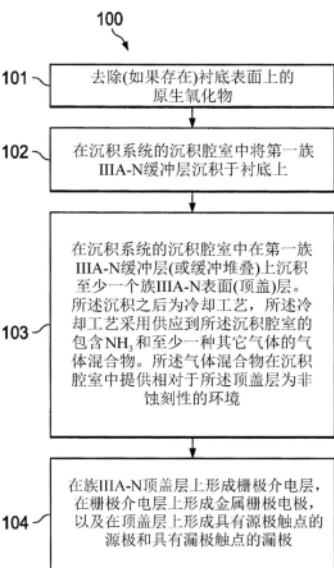 100
101
去除(如果存在)衬底表面上的
原生氧化物
102
在沉积系统的沉积腔室中将第一族
IIIA-N缓冲层沉积于衬底上
103
在沉积系统的沉积腔室中在第一族
IIIA-N缓冲层(或缓冲堆叠)上沉积
至少一个族IIIA-N表面(顶盖)层。
所述沉积之后为冷却工艺，所述冷
却工艺采用供应到所述沉积腔室的
包含NH₃和至少一种其它气体的气
体混合物。所述气体混合物在沉积
腔室中提供相对于所述顶盖层为非
蚀刻性的环境
104
在族IIIA-N顶盖层上形成栅极介电层，
在栅极介电层上形成金属栅极电极，
以及在顶盖层上形成具有源极触点的
源极和具有漏极触点的漏极